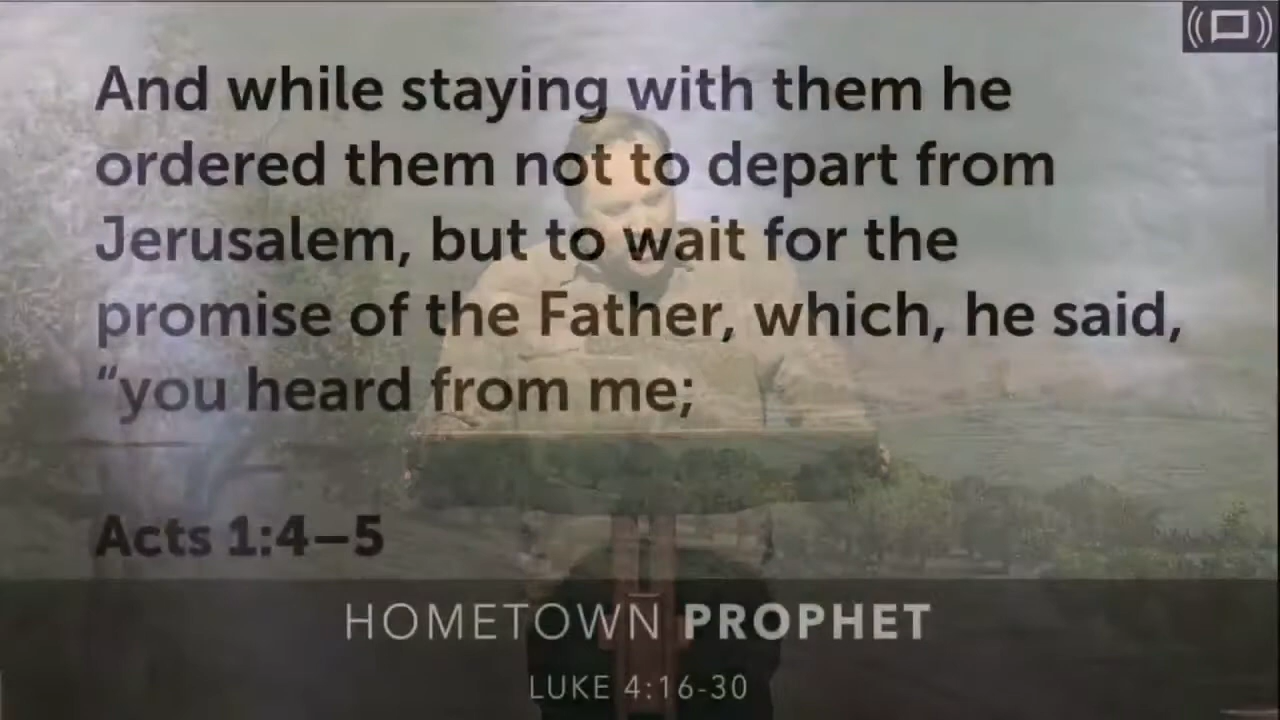 And while staying with them he
ordered them not to depart from
Jerusalem, but to wait for the
promise of the Father, which, he said,
“you heard from me;
Acts 1:4–5
HOMETOWN PROPHET
LUKE 4:16-30